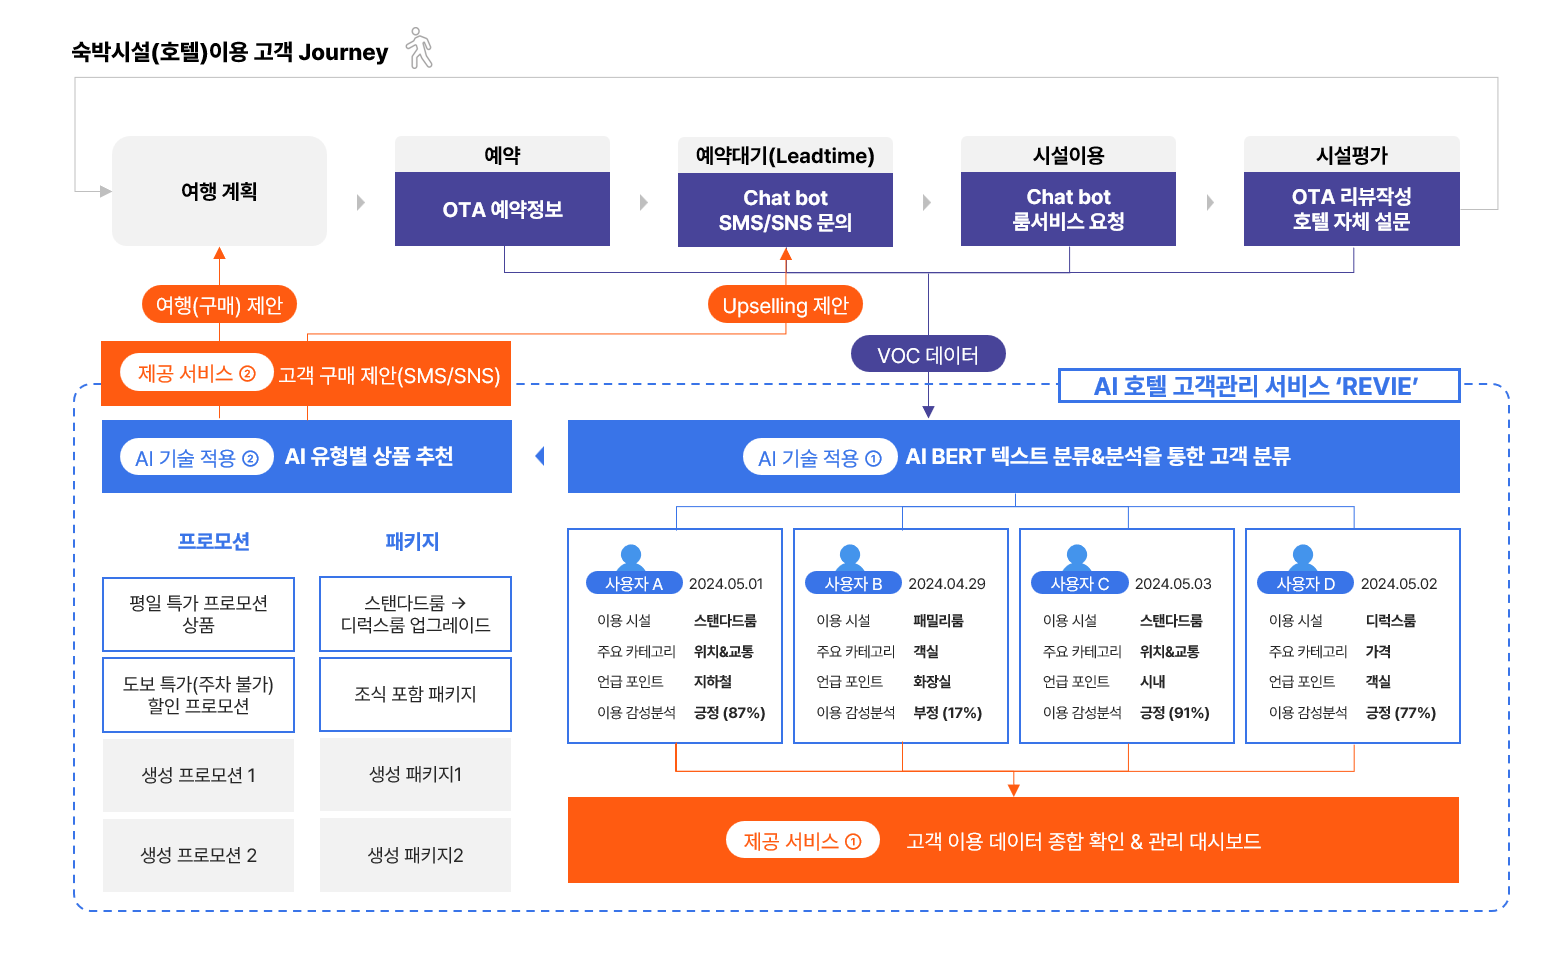 숙박시설(호텔)이용 고객 Journey
여행 계획
예약
OTA 예약정보
예약대기(Leadtime)
Chat bot
SMS/SNS 문의
시설이용
Chat bot
룸서비스 요청
시설평가
OTA 리뷰작성
호텔 자체 설문
여행(구매) 제안
Upselling 제안
VOC 데이터
제공 서비스 ② 고객 구매 제안(SMS/SNS)
AI 호텔 고객관리 서비스 ‘REVIE’
AI 기술 적용 ② AI 유형별 상품 추천
AI 기술 적용 ① AI BERT 텍스트 분류&분석을 통한 고객 분류
프로모션
패키지
평일 특가 프로모션
상품
스탠다드룸 →
디럭스룸 업그레이드
도보 특가(주차 불가)
할인 프로모션
조식 포함 패키지
생성 프로모션 1
생성 패키지1
생성 프로모션 2
생성 패키지2
사용자 A 2024.05.01
이용 시설 스탠다드룸
주요 카테고리 위치&교통
언급 포인트 지하철
이용 감성분석 긍정 (87%)
사용자 B 2024.04.29
이용 시설 패밀리룸
주요 카테고리 객실
언급 포인트 화장실
이용 감성분석 부정 (17%)
사용자 C 2024.05.03
이용 시설 스탠다드룸
주요 카테고리 위치&교통
언급 포인트 시내
이용 감성분석 긍정 (91%)
사용자 D 2024.05.02
이용 시설 디럭스룸
주요 카테고리 가격
언급 포인트 객실
이용 감성분석 긍정 (77%)
제공 서비스 ① 고객 이용 데이터 종합 확인 & 관리 대시보드